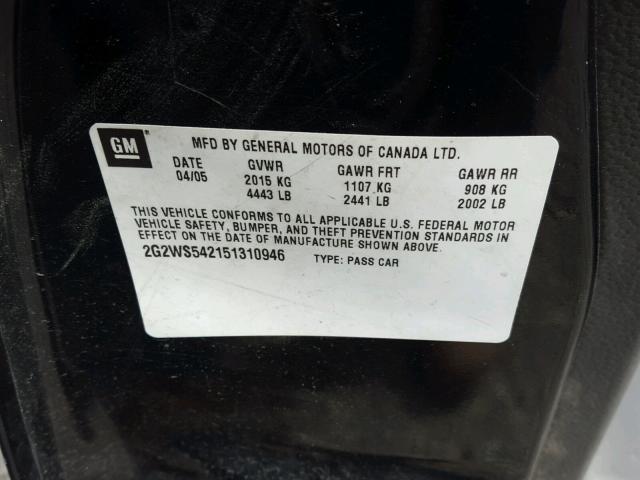 GM ® MFD BY GENERAL MOTORS OF CANADA LTD.
DATE GVWR GAWR FRT GAWR RR
04/05 2015 KG 1107 KG 908 KG
4443 LB 2441 LB 2002 LB
THIS VEHICLE CONFORMS TO ALL APPLICABLE U.S. FEDERAL MOTOR
VEHICLE SAFETY, BUMPER, AND THEFT PREVENTION STANDARDS IN
EFFECT ON THE DATE OF MANUFACTURE SHOWN ABOVE.
2G2WS542151310946 TYPE: PASS CAR